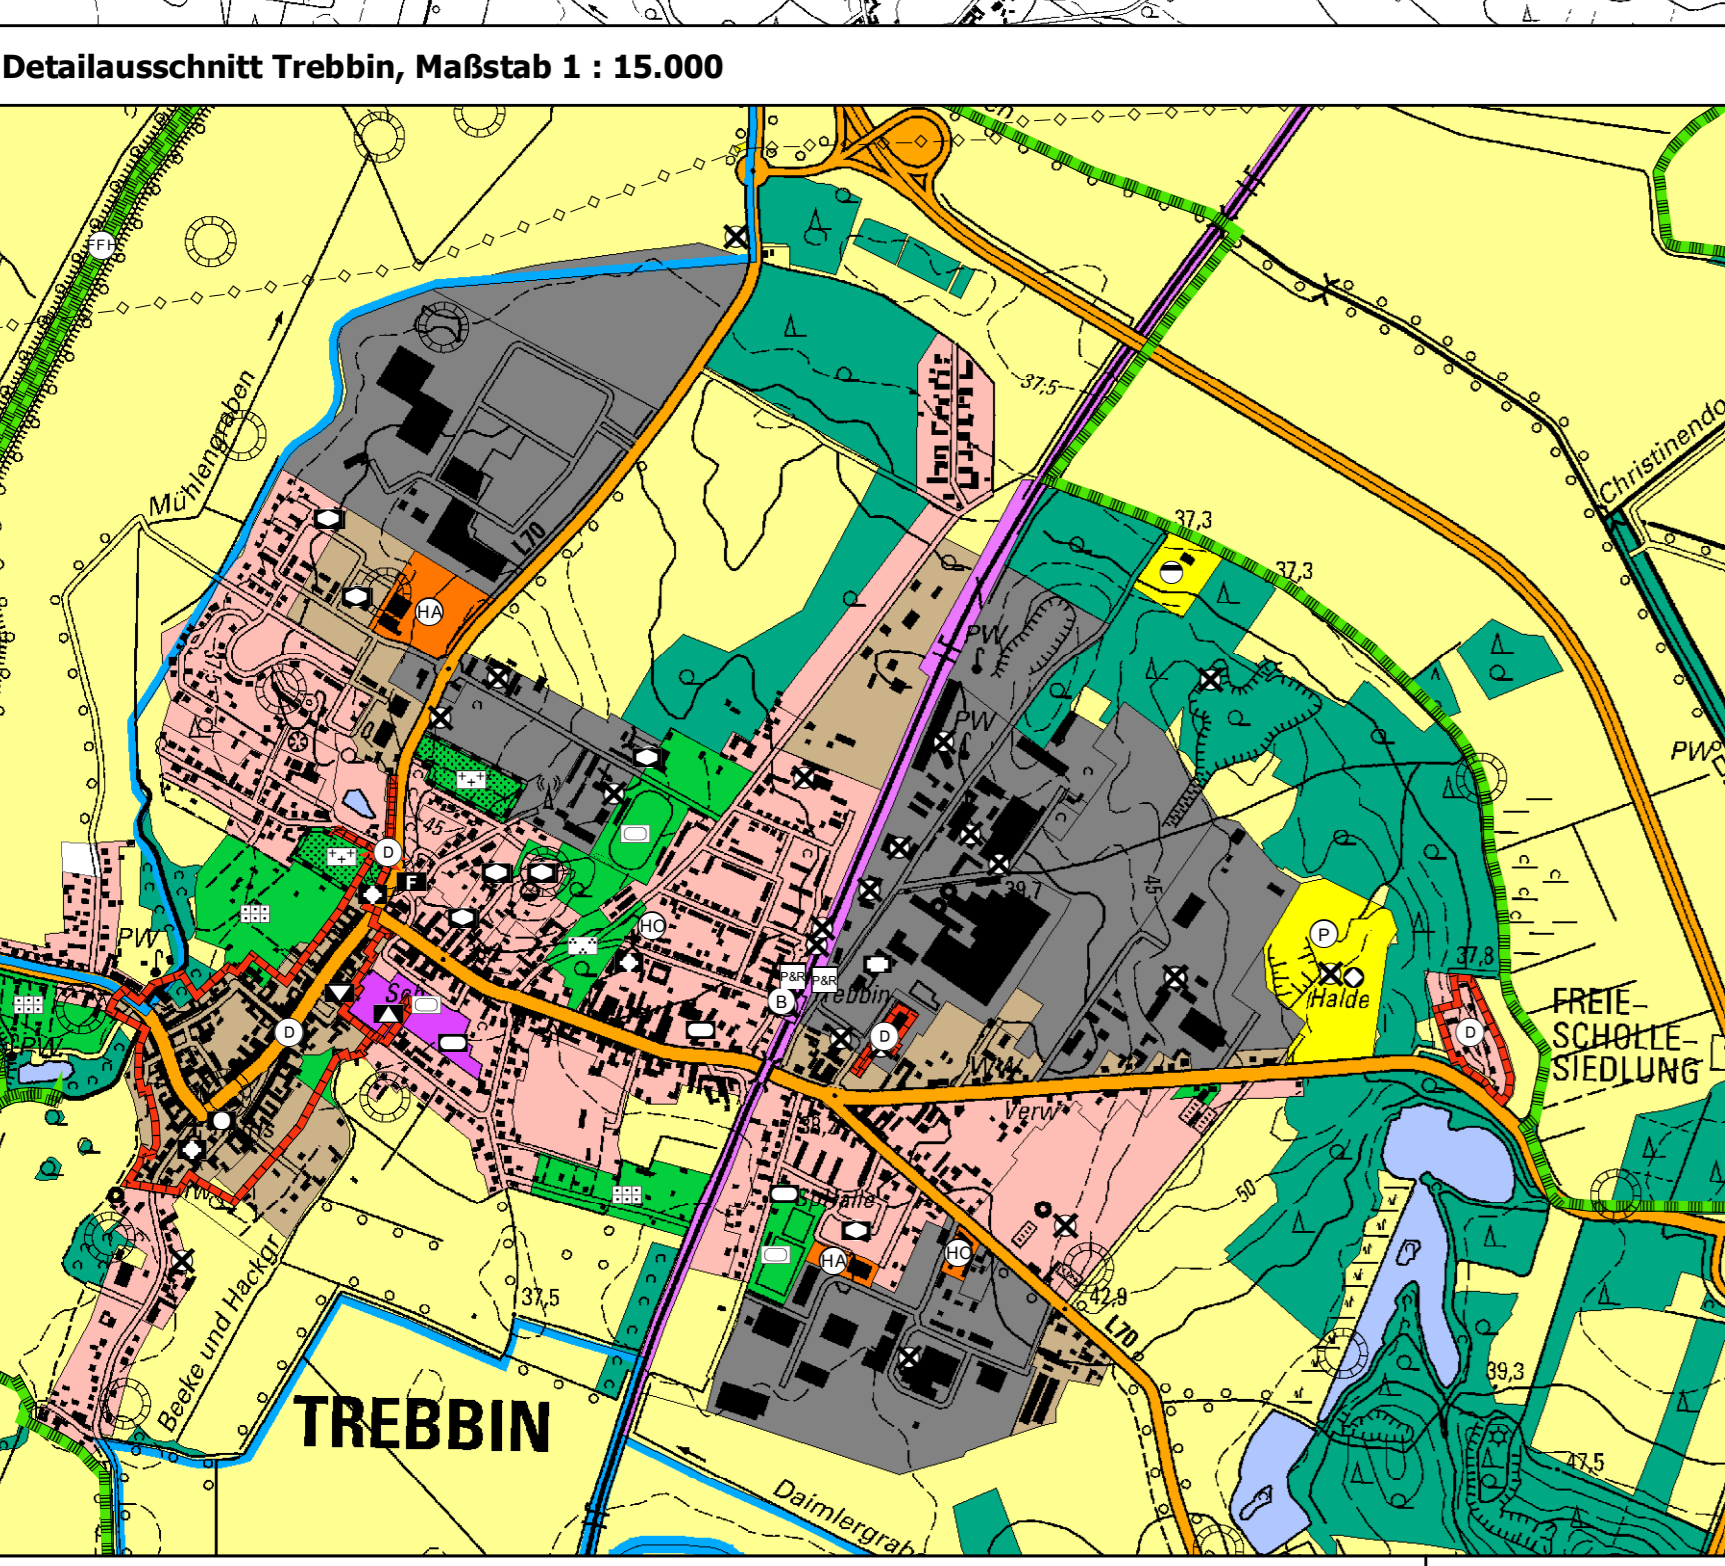 Detailausschnitt Trebbin, Maßstab 1 : 15.000
FFH
37,5
Mühlengraben
Christinendo
L70
37,3
37,3
HA
PW
PW
PW
45
D
F
HO
39,7
45
P
37,8
PW
P&R
P&R
B
Trebbin
Halde
FREIE-
SCHOLLE-
SIEDLUNG
Sch
D
D
D
PW
Verw
50
HA
HO
37,5
42,9
L70
39,3
Beeke und Hackgr
TREBBIN
47,5
Daimlergrab